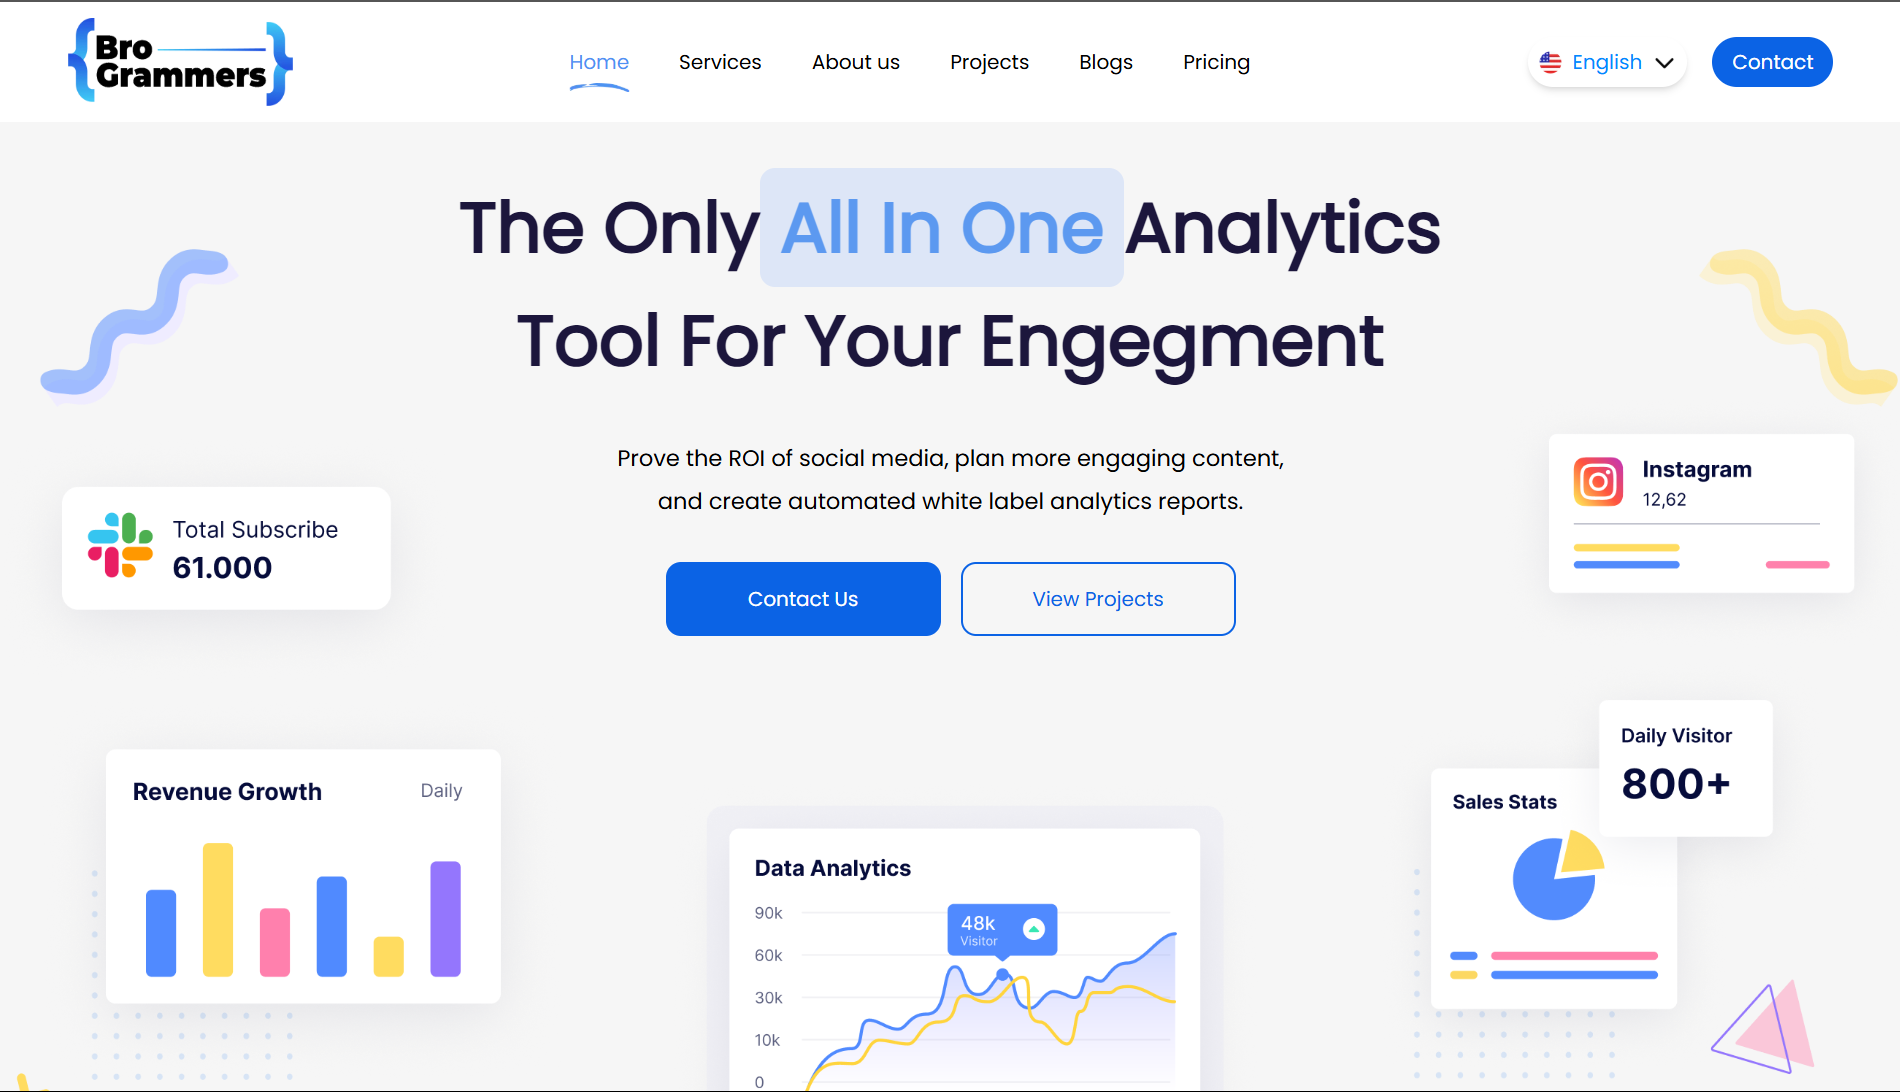 Bro
Grammers
Home
Services
About us
Projects
Blogs
Pricing
English
Contact
The Only All In One Analytics
Tool For Your Engegment
Prove the ROI of social media, plan more engaging content,
and create automated white label analytics reports.
Contact Us
View Projects
Total Subscribe
61.000
Instagram
12,62
Revenue Growth
Daily
Data Analytics
90k
60k
30k
10k
0
48k
Visitor
Daily Visitor
800+
Sales Stats